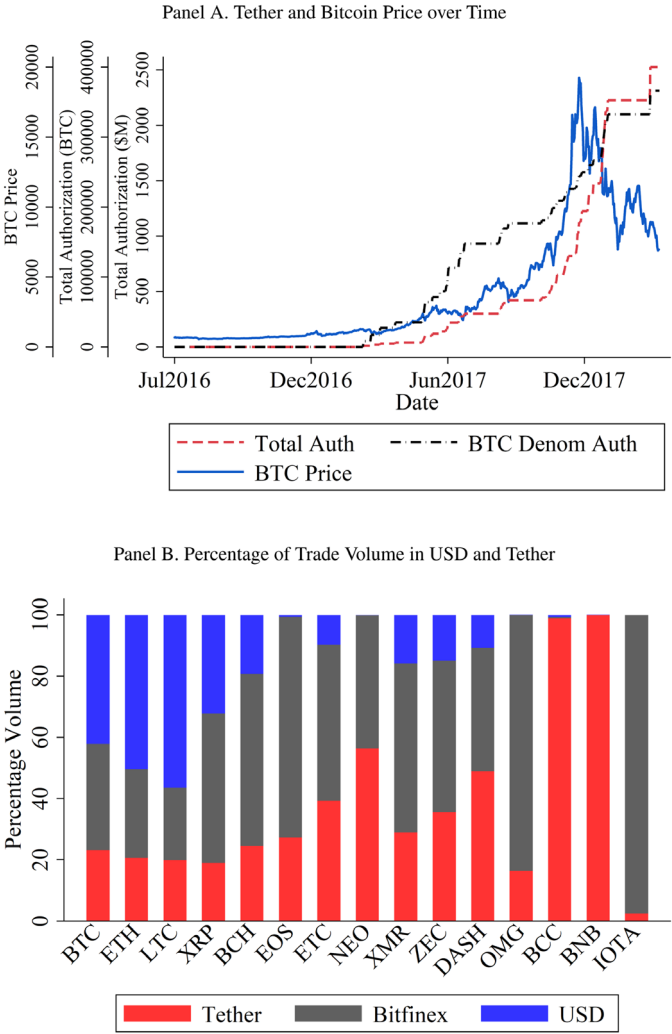 Panel A. Tether and Bitcoin Price over Time
BTC Price
0 5000 10000 15000 20000
Total Authorization (BTC)
0 100000 200000 300000 400000
Total Authorization ($M)
0 500 1000 1500 2000 2500
Jul2016 Dec2016 Jun2017 Dec2017
Date
Total Auth BTC Denom Auth
BTC Price
Panel B. Percentage of Trade Volume in USD and Tether
Percentage Volume
0 20 40 60 80 100
BTC ETH LTC XRP BCH EOS ETC NEO XMR ZEC DASH OMG BCC BNB IOTA
Tether Bitfinex USD